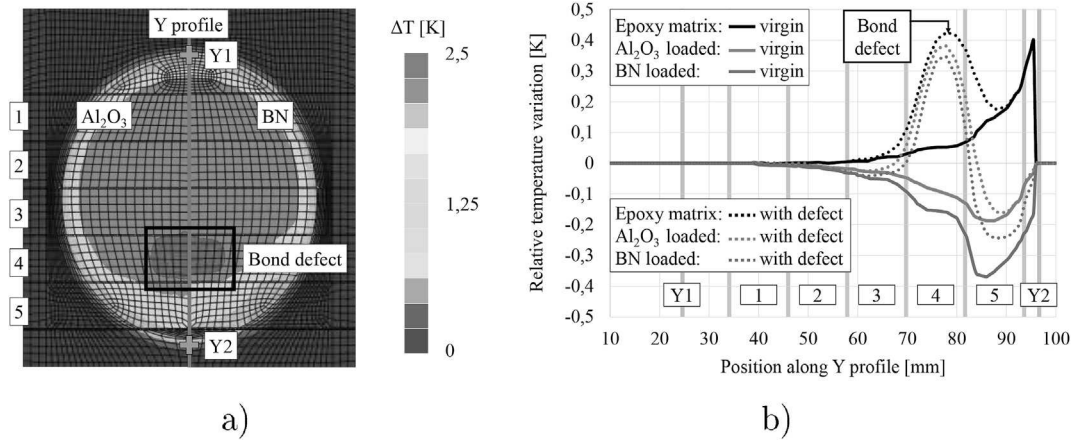 Y profile
Y1
Al₂O₃
BN
1
2
3
4
5
Bond defect
Y2
ΔT [K]
2,5
1,25
0
a)
Relative temperature variation [K]
0,5
0,4
0,3
0,2
0,1
0
-0,1
-0,2
-0,3
-0,4
-0,5
Epoxy matrix: virgin
Al₂O₃ loaded: virgin
BN loaded: virgin
Bond
defect
Epoxy matrix: with defect
Al₂O₃ loaded: with defect
BN loaded: with defect
Y1 1 2 3 4 5 Y2
10 20 30 40 50 60 70 80 90 100
Position along Y profile [mm]
b)